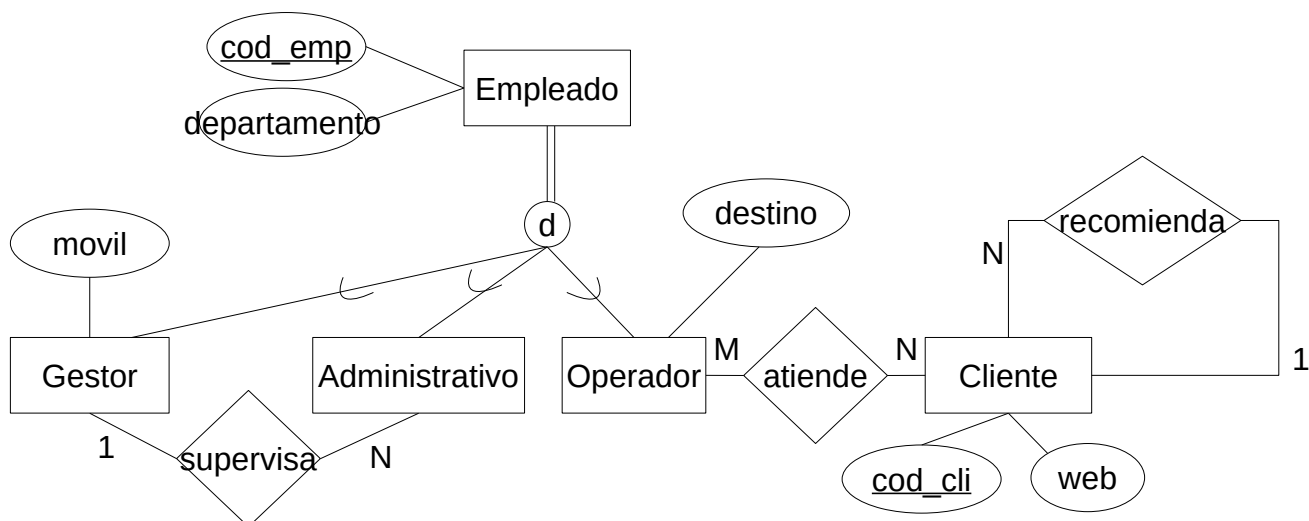 cod_emp
Empleado
departamento
d
destino
recomienda
movil
N
Gestor
Administrativo
Operador
M
atiende
N
Cliente
1
1
supervisa
N
cod_cli
web